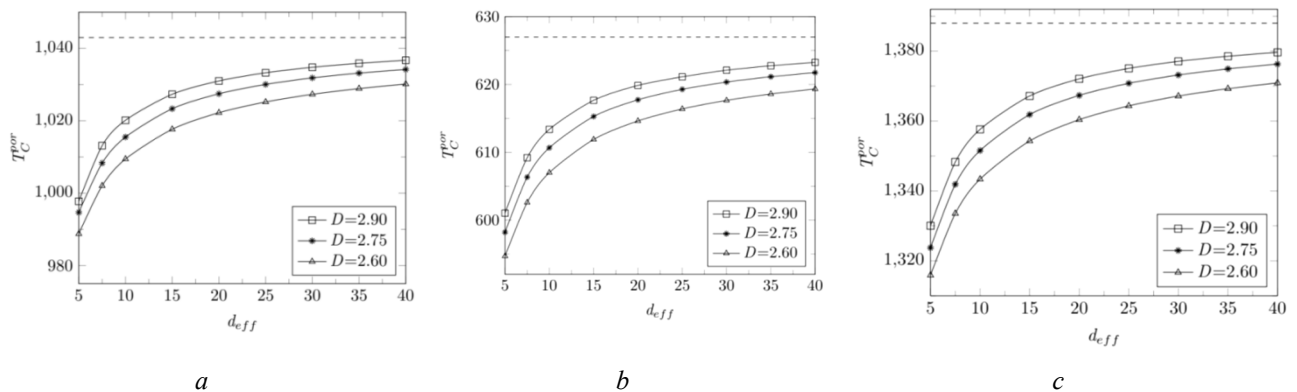 1,040
1,020
1,000
980
T_C^{por}
5 10 15 20 25 30 35 40
d_{eff}
D=2.90
D=2.75
D=2.60
a
630
620
610
600
T_C^{por}
5 10 15 20 25 30 35 40
d_{eff}
D=2.90
D=2.75
D=2.60
b
1,380
1,360
1,340
1,320
T_C^{por}
5 10 15 20 25 30 35 40
d_{eff}
D=2.90
D=2.75
D=2.60
c